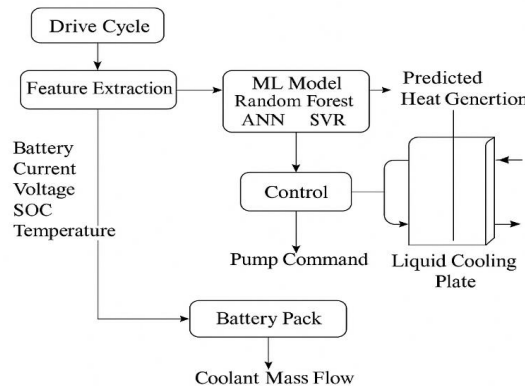 Drive Cycle
Feature Extraction
ML Model
Random Forest
ANN SVR
Predicted
Heat Genertion
Battery
Current
Voltage
SOC
Temperature
Control
Pump Command
Liquid Cooling
Plate
Battery Pack
Coolant Mass Flow